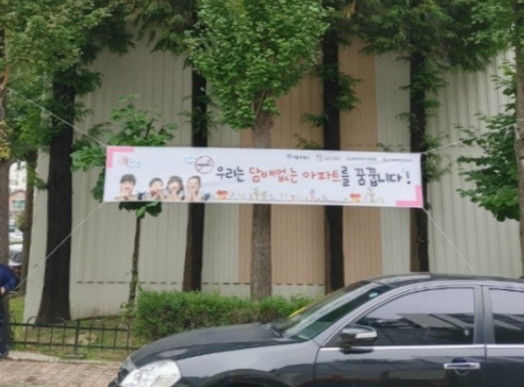 우리는 담배없는 아파트를 꿈꿉니다!